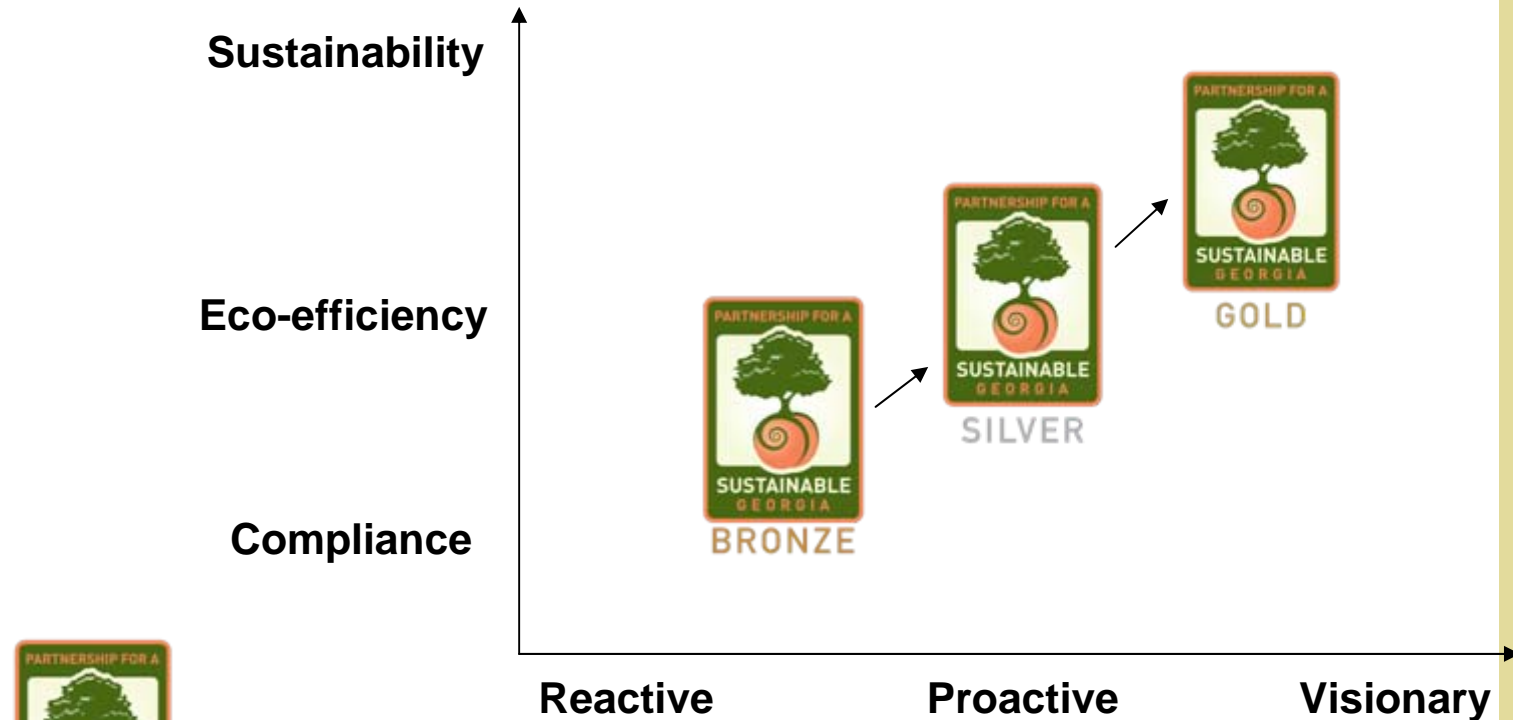 Sustainability
PARTNERSHIP FOR A
SUSTAINABLE
GEORGIA
GOLD
PARTNERSHIP FOR A
SUSTAINABLE
GEORGIA
SILVER
Eco-efficiency
PARTNERSHIP FOR A
SUSTAINABLE
GEORGIA
BRONZE
Compliance
PARTNERSHIP FOR A
Reactive
Proactive
Visionary